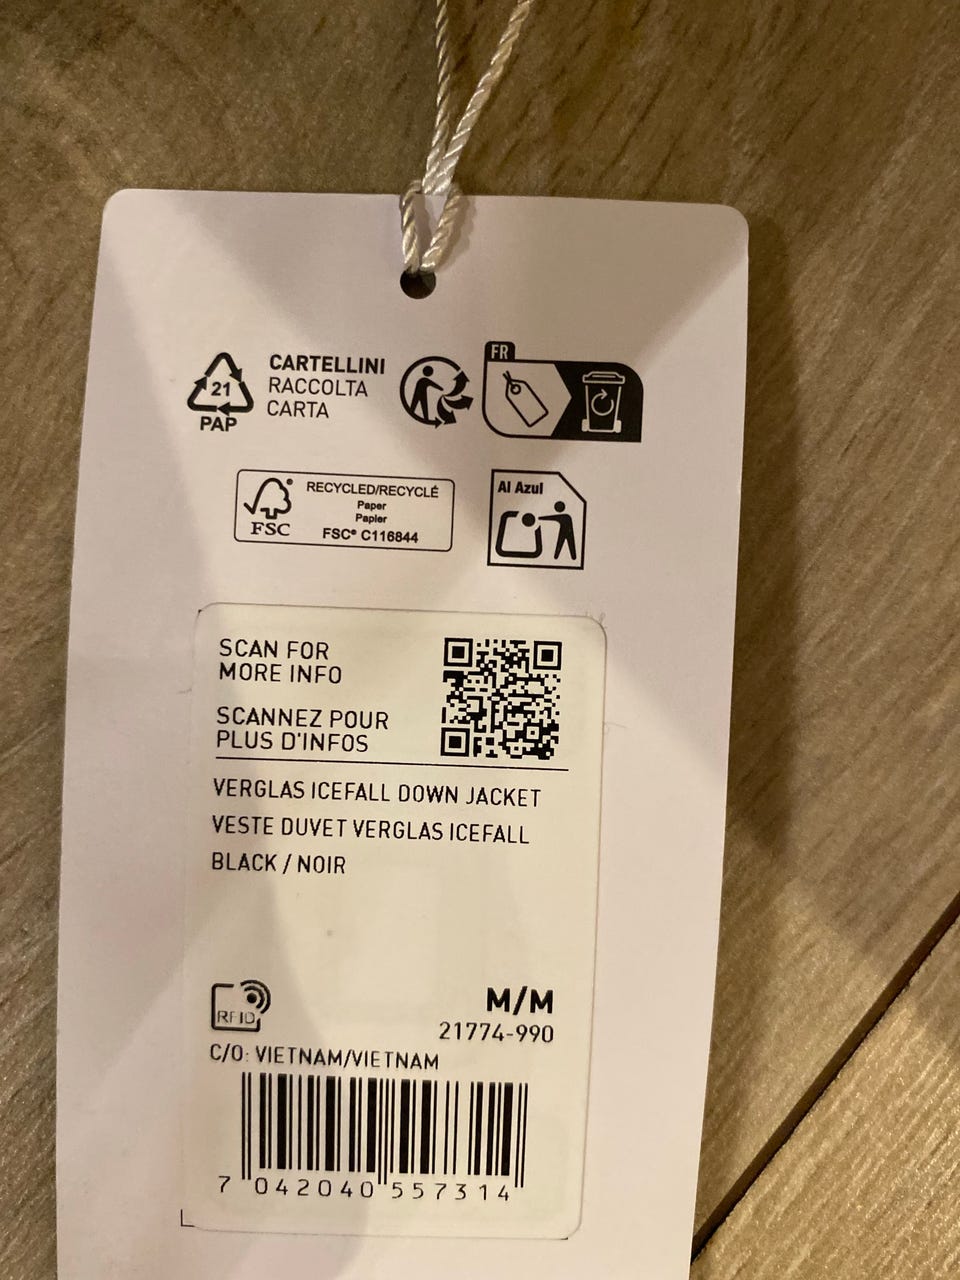 21
PAP
CARTELLINI
RACCOLTA
CARTA
FR
FSC
RECYCLED/RECYCLÉ
Paper
Papier
FSC® C116844
Al Azul
SCAN FOR
MORE INFO
SCANNEZ POUR
PLUS D'INFOS
VERGLAS ICEFALL DOWN JACKET
VESTE DUVET VERGLAS ICEFALL
BLACK / NOIR
RFID
M/M
21774-990
C/O: VIETNAM/VIETNAM
7 042040 557314